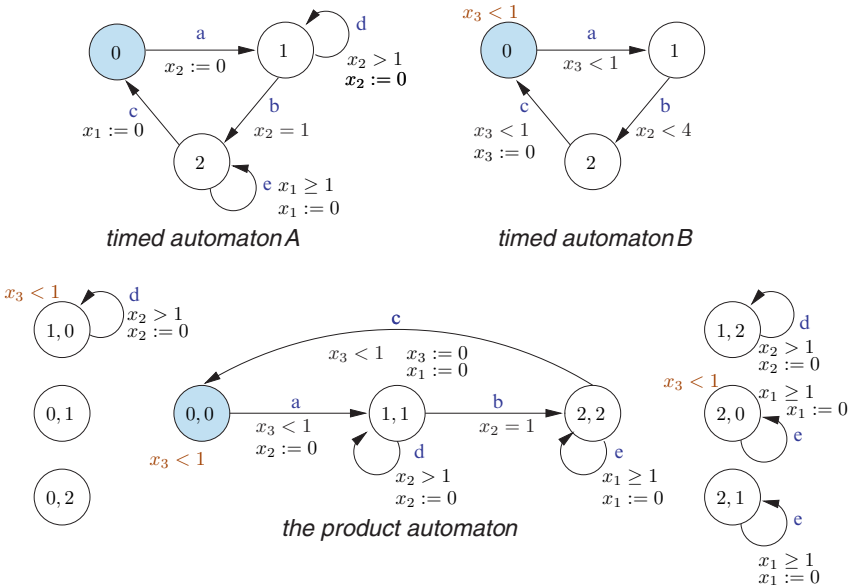 x₃ < 1
0
a
x₂ := 0
1
d
x₂ > 1
x₂ := 0
c
x₁ := 0
b
x₂ = 1
2
e
x₁ ≥ 1
x₁ := 0
timed automaton A
0
a
x₃ < 1
1
c
x₃ < 1
x₃ := 0
b
x₂ < 4
2
timed automaton B
x₃ < 1
1, 0
d
x₂ > 1
x₂ := 0
0, 1
0, 2
c
x₃ < 1 x₃ := 0
x₁ := 0
0, 0
x₃ < 1
a
x₃ < 1
x₂ := 0
1, 1
d
x₂ > 1
x₂ := 0
b
x₂ = 1
2, 2
e
x₁ ≥ 1
x₁ := 0
the product automaton
1, 2
d
x₂ > 1
x₂ := 0
x₃ < 1
2, 0
x₁ ≥ 1
x₁ := 0
e
2, 1
e
x₁ ≥ 1
x₁ := 0